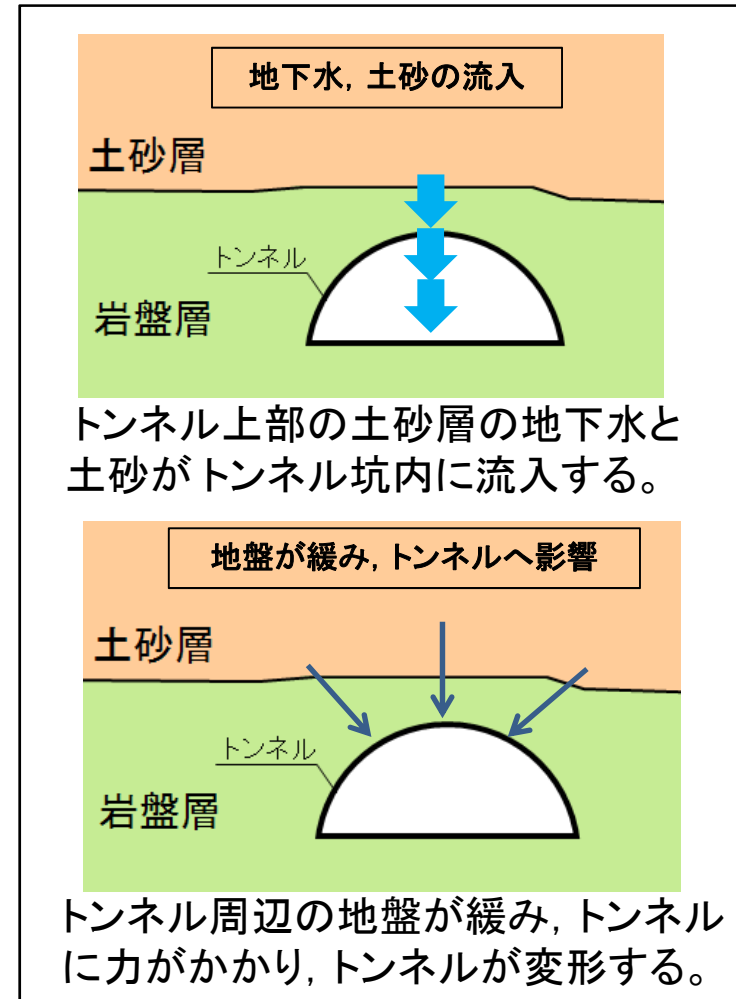 地下水, 土砂の流入
土砂層
トンネル
岩盤層
トンネル上部の土砂層の地下水と
土砂がトンネル坑内に流入する。
地盤が緩み, トンネルへ影響
土砂層
トンネル
岩盤層
トンネル周辺の地盤が緩み, トンネル
に力がかかり, トンネルが変形する。